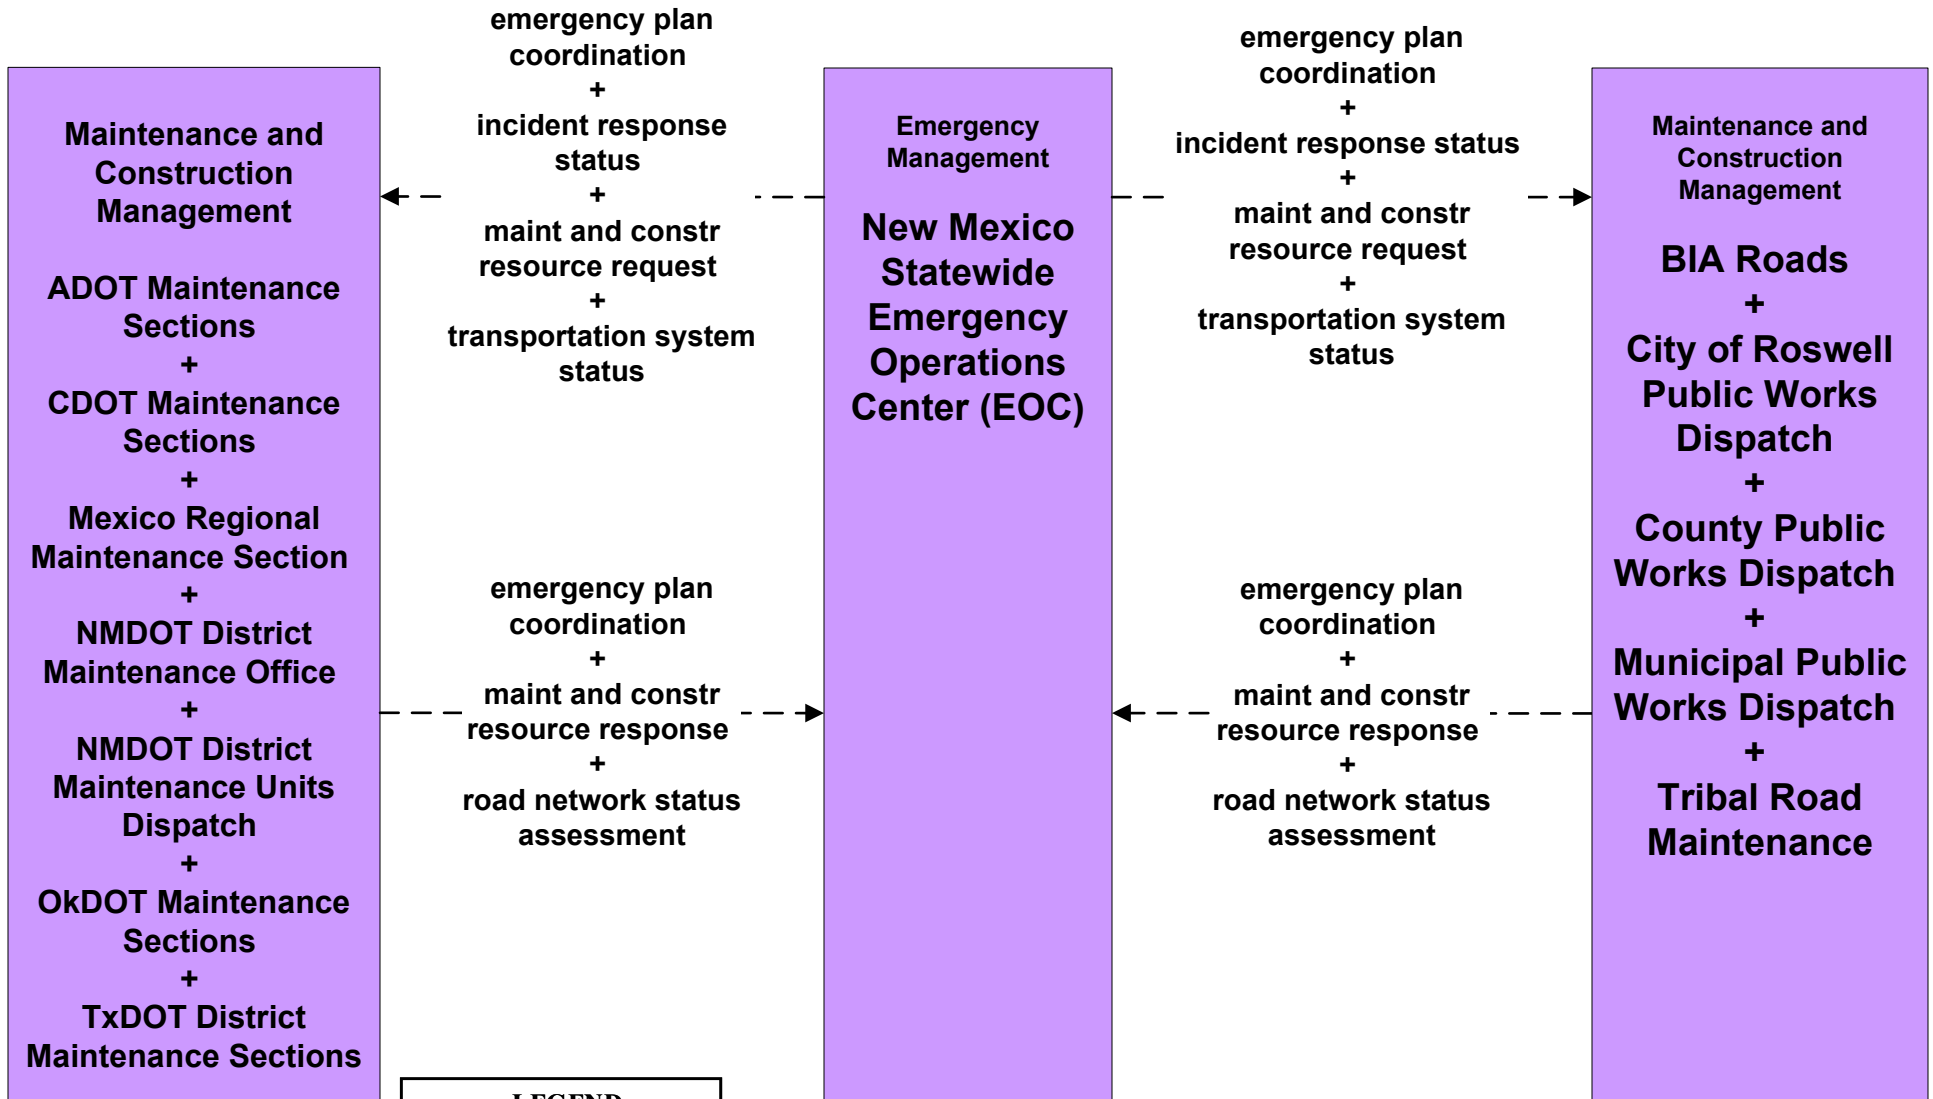 Maintenance and
Construction
Management
ADOT Maintenance
Sections
+
CDOT Maintenance
Sections
+
Mexico Regional
Maintenance Section
+
NMDOT District
Maintenance Office
+
NMDOT District
Maintenance Units
Dispatch
+
OkDOT Maintenance
Sections
+
TxDOT District
Maintenance Sections
emergency plan
coordination
+
incident response
status
+
maint and constr
resource request
+
transportation system
status
emergency plan
coordination
+
maint and constr
resource response
+
road network status
assessment
LEGEND
Emergency
Management
New Mexico
Statewide
Emergency
Operations
Center (EOC)
emergency plan
coordination
+
incident response status
+
maint and constr
resource request
+
transportation system
status
emergency plan
coordination
+
maint and constr
resource response
+
road network status
assessment
Maintenance and
Construction
Management
BIA Roads
+
City of Roswell
Public Works
Dispatch
+
County Public
Works Dispatch
+
Municipal Public
Works Dispatch
+
Tribal Road
Maintenance